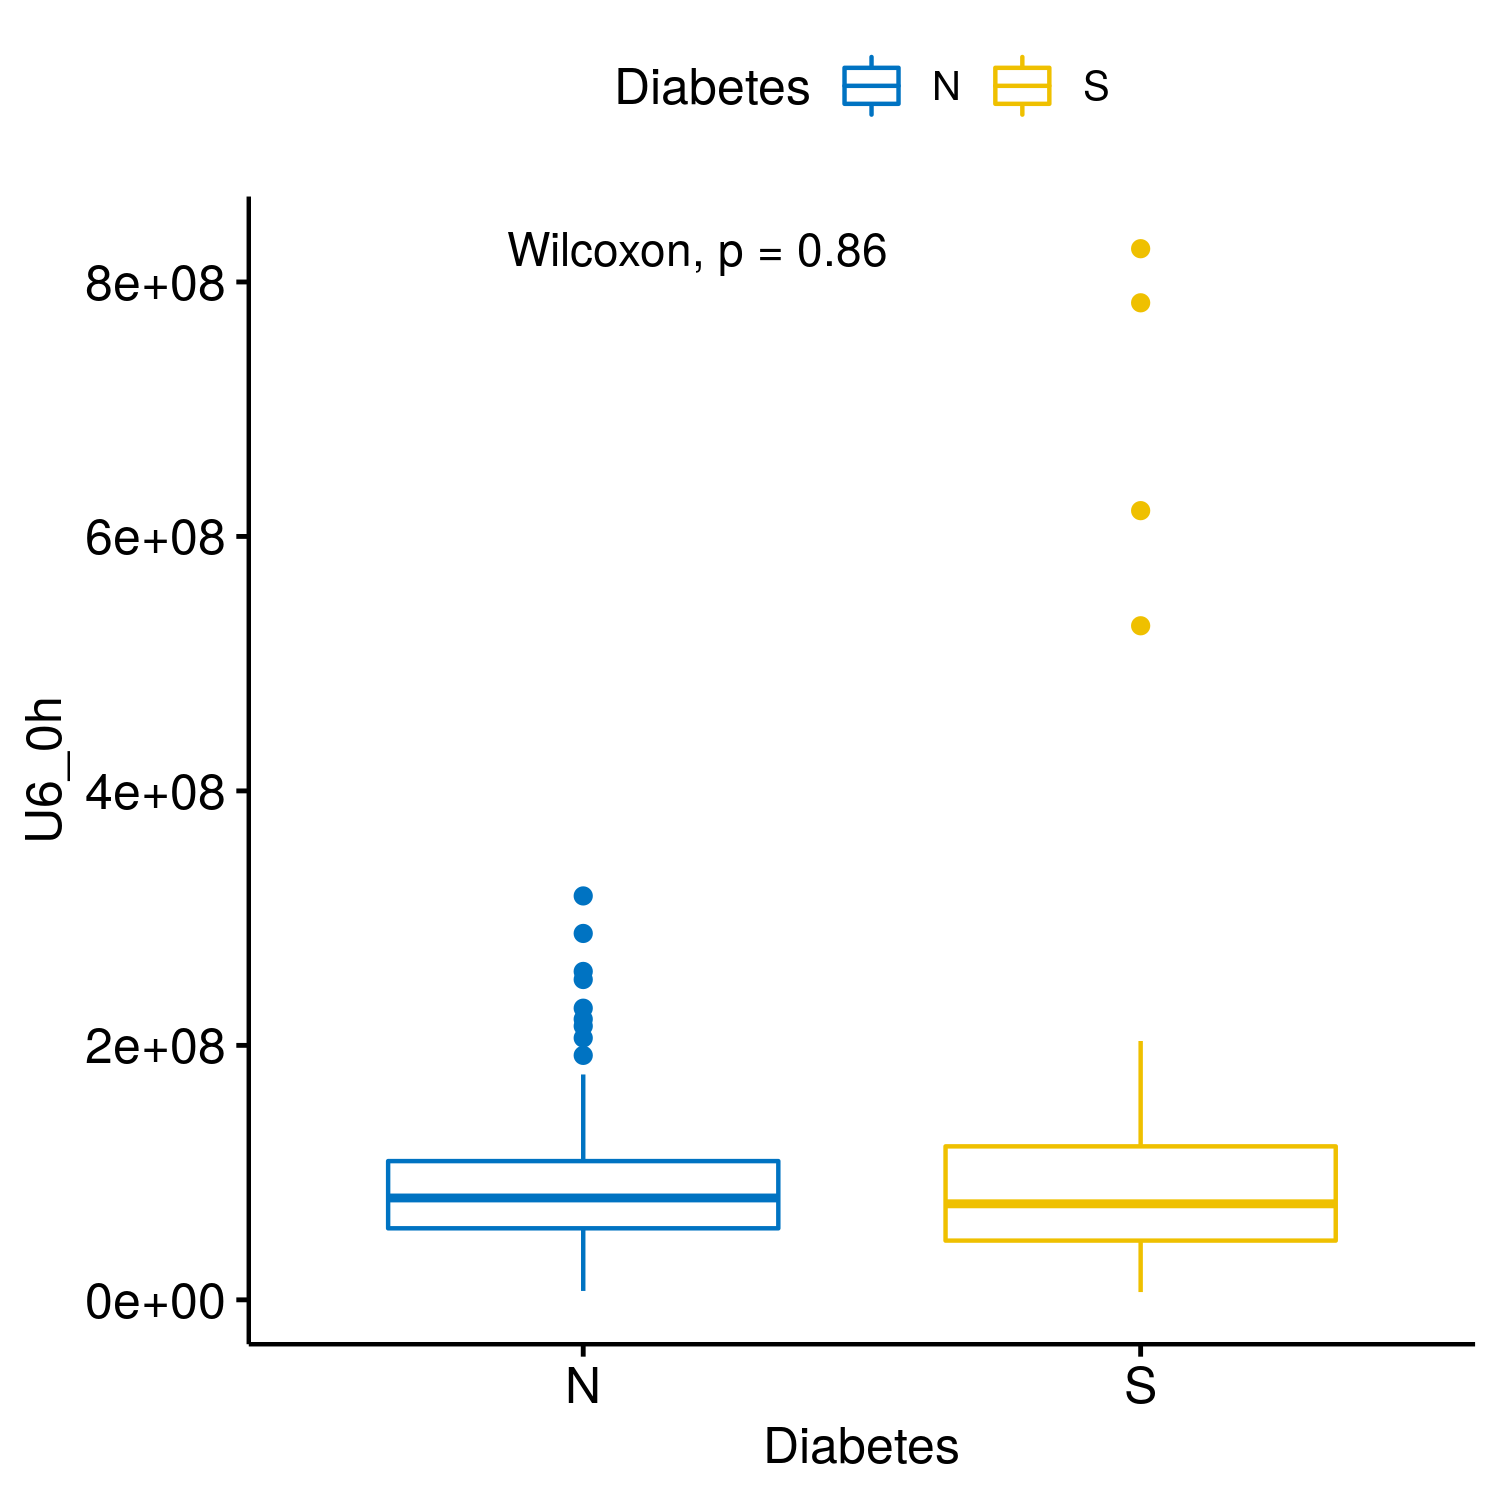 Diabetes N S
Wilcoxon, p = 0.86
8e+08
6e+08
4e+08
2e+08
0e+00
U6_0h
N S
Diabetes